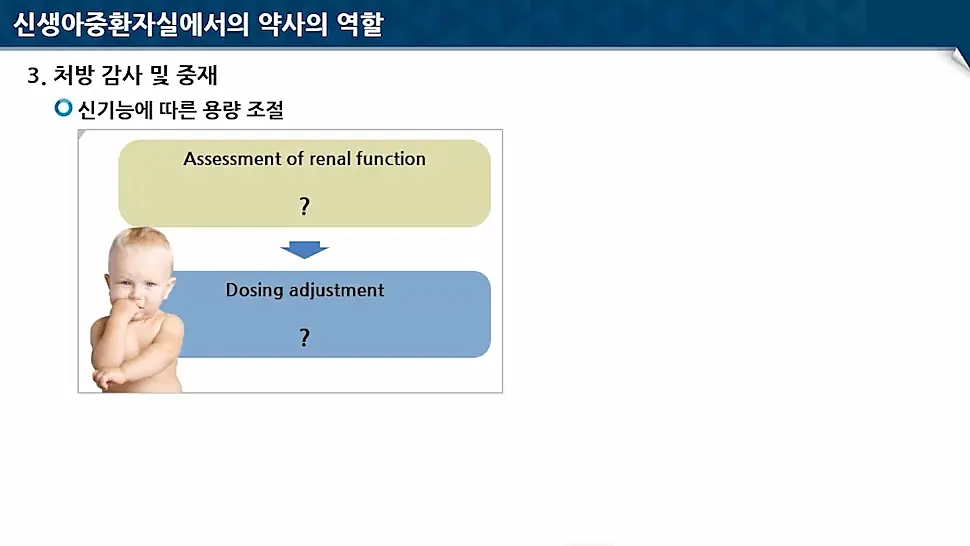 신생아중환자실에서의 약사의 역할
3. 처방 감사 및 중재
신기능에 따른 용량 조절
Assessment of renal function
?
Dosing adjustment
?